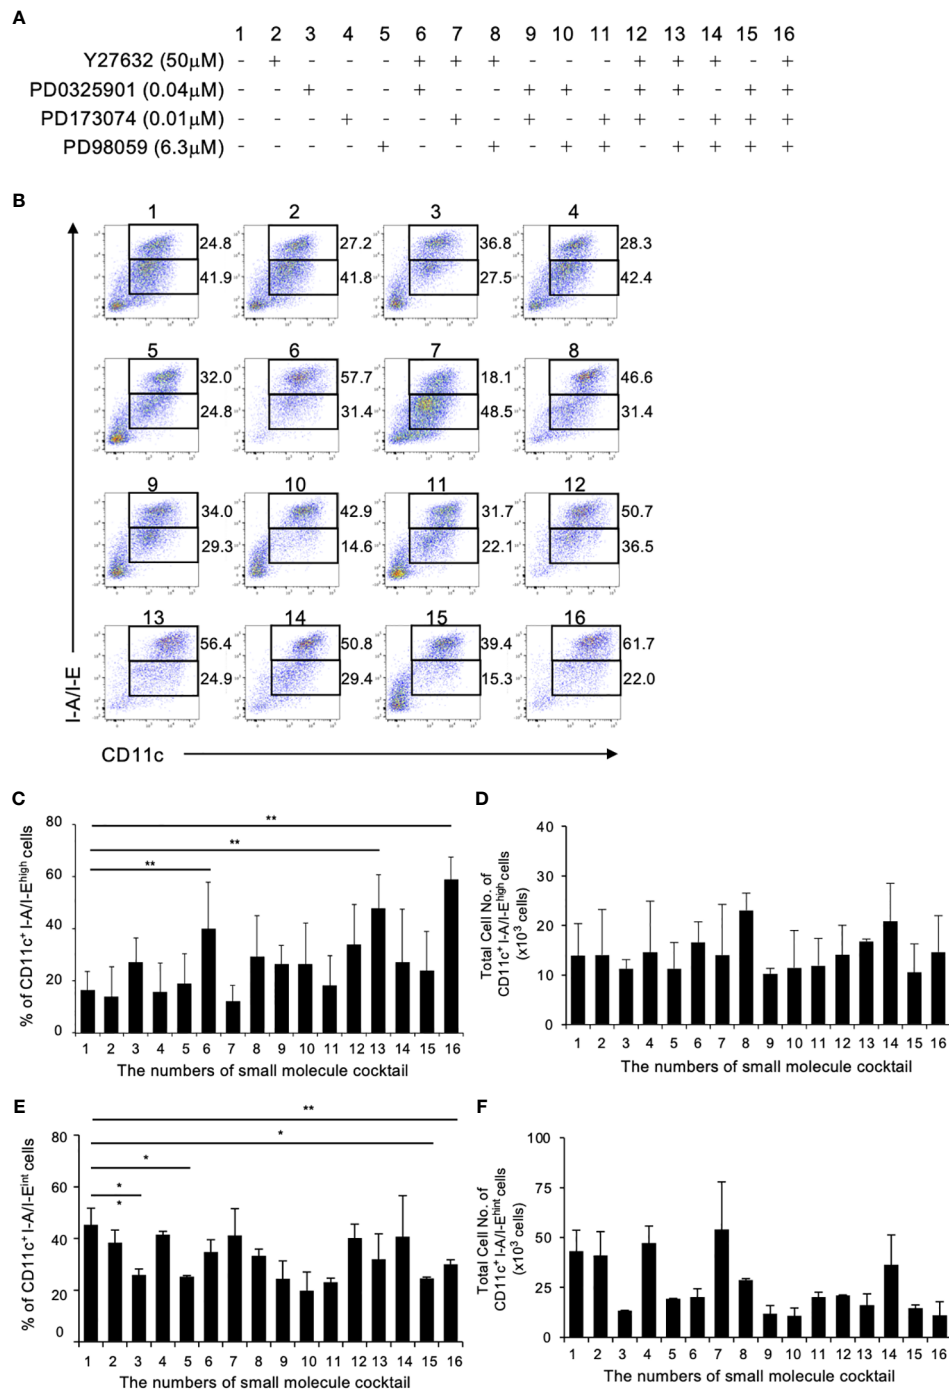 A
1 2 3 4 5 6 7 8 9 10 11 12 13 14 15 16
Y27632 (50μM) - + - - - + + + - - - + + + - +
PD0325901 (0.04μM) - - + - - + - - + + - + + - + +
PD173074 (0.01μM) - - - + - - + - + - + + - + + +
PD98059 (6.3μM) - - - - + - - + - + + - + + + +
B
1 2 3 4
24.8 27.2 36.8 28.3
41.9 41.8 27.5 42.4
5 6 7 8
32.0 57.7 18.1 46.6
24.8 31.4 48.5 31.4
9 10 11 12
34.0 42.9 31.7 50.7
29.3 14.6 22.1 36.5
13 14 15 16
56.4 50.8 39.4 61.7
24.9 29.4 15.3 22.0
I-A/I-E
CD11c
C
% of CD11c+ I-A/I-Ehigh cells
80
60
40
20
0
**
**
**
1 2 3 4 5 6 7 8 9 10 11 12 13 14 15 16
The numbers of small molecule cocktail
D
Total Cell No. of
CD11c+ I-A/I-Ehigh cells
(x103 cells)
40
30
20
10
0
1 2 3 4 5 6 7 8 9 10 11 12 13 14 15 16
The numbers of small molecule cocktail
E
% of CD11c+ I-A/I-Eint cells
80
60
40
20
0
**
*
*
*
*
1 2 3 4 5 6 7 8 9 10 11 12 13 14 15 16
The numbers of small molecule cocktail
F
Total Cell No. of
CD11c+ I-A/I-Ehint cells
(x103 cells)
100
75
50
25
0
1 2 3 4 5 6 7 8 9 10 11 12 13 14 15 16
The numbers of small molecule cocktail